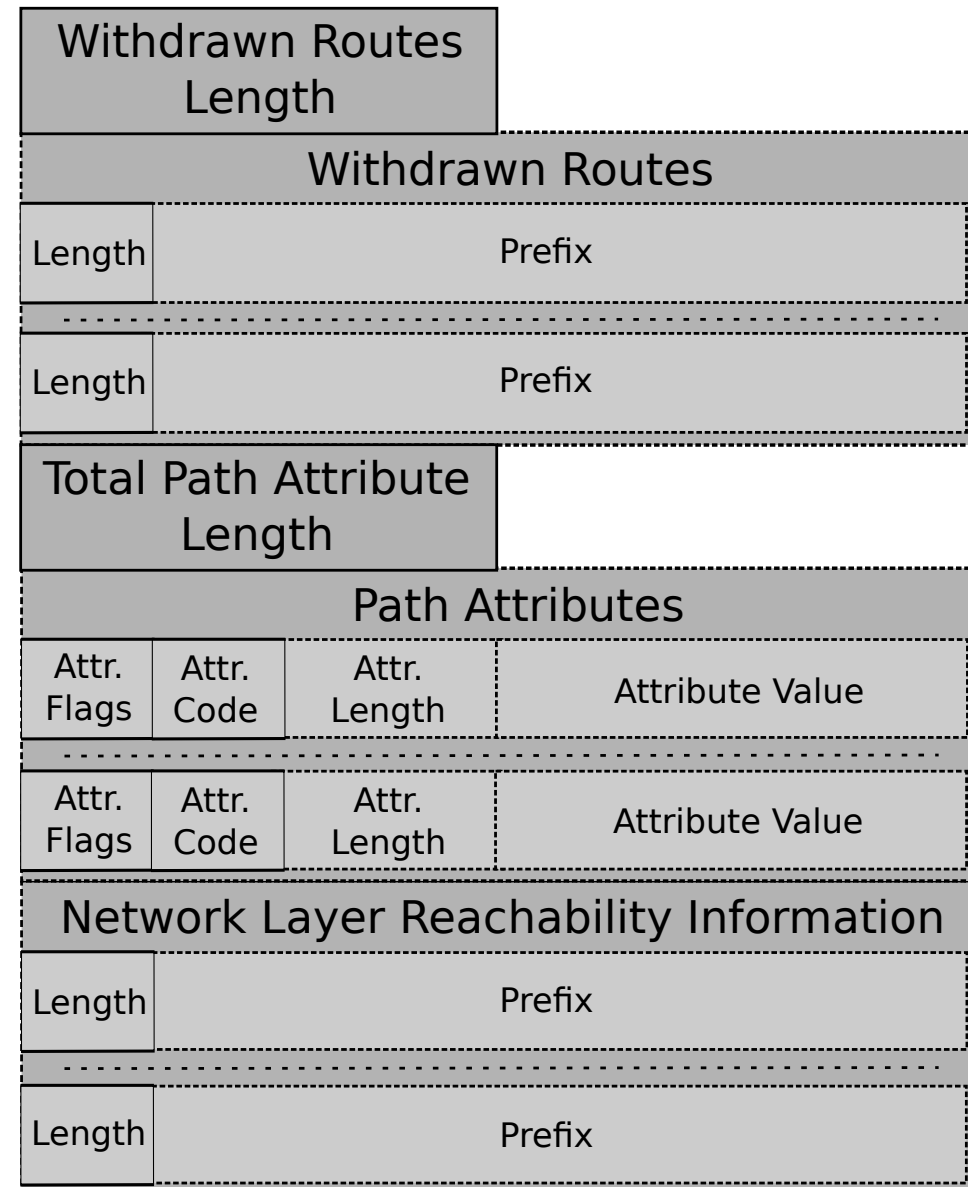 Withdrawn Routes
Length
Withdrawn Routes
Length Prefix
Length Prefix
Total Path Attribute
Length
Path Attributes
Attr. Attr. Attr.
Flags Code Length Attribute Value
Attr. Attr. Attr.
Flags Code Length Attribute Value
Network Layer Reachability Information
Length Prefix
Length Prefix